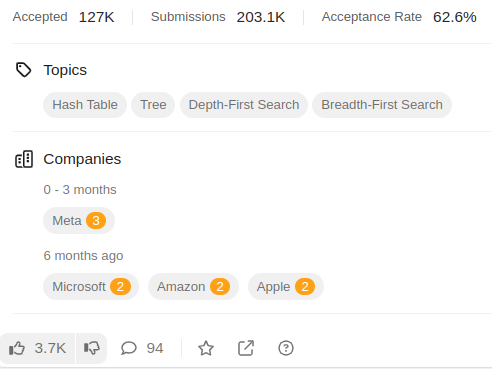 Accepted 127K Submissions 203.1K Acceptance Rate 62.6%
Topics
Hash Table Tree Depth-First Search Breadth-First Search
Companies
0 - 3 months
Meta 3
6 months ago
Microsoft 2 Amazon 2 Apple 2
3.7K 94